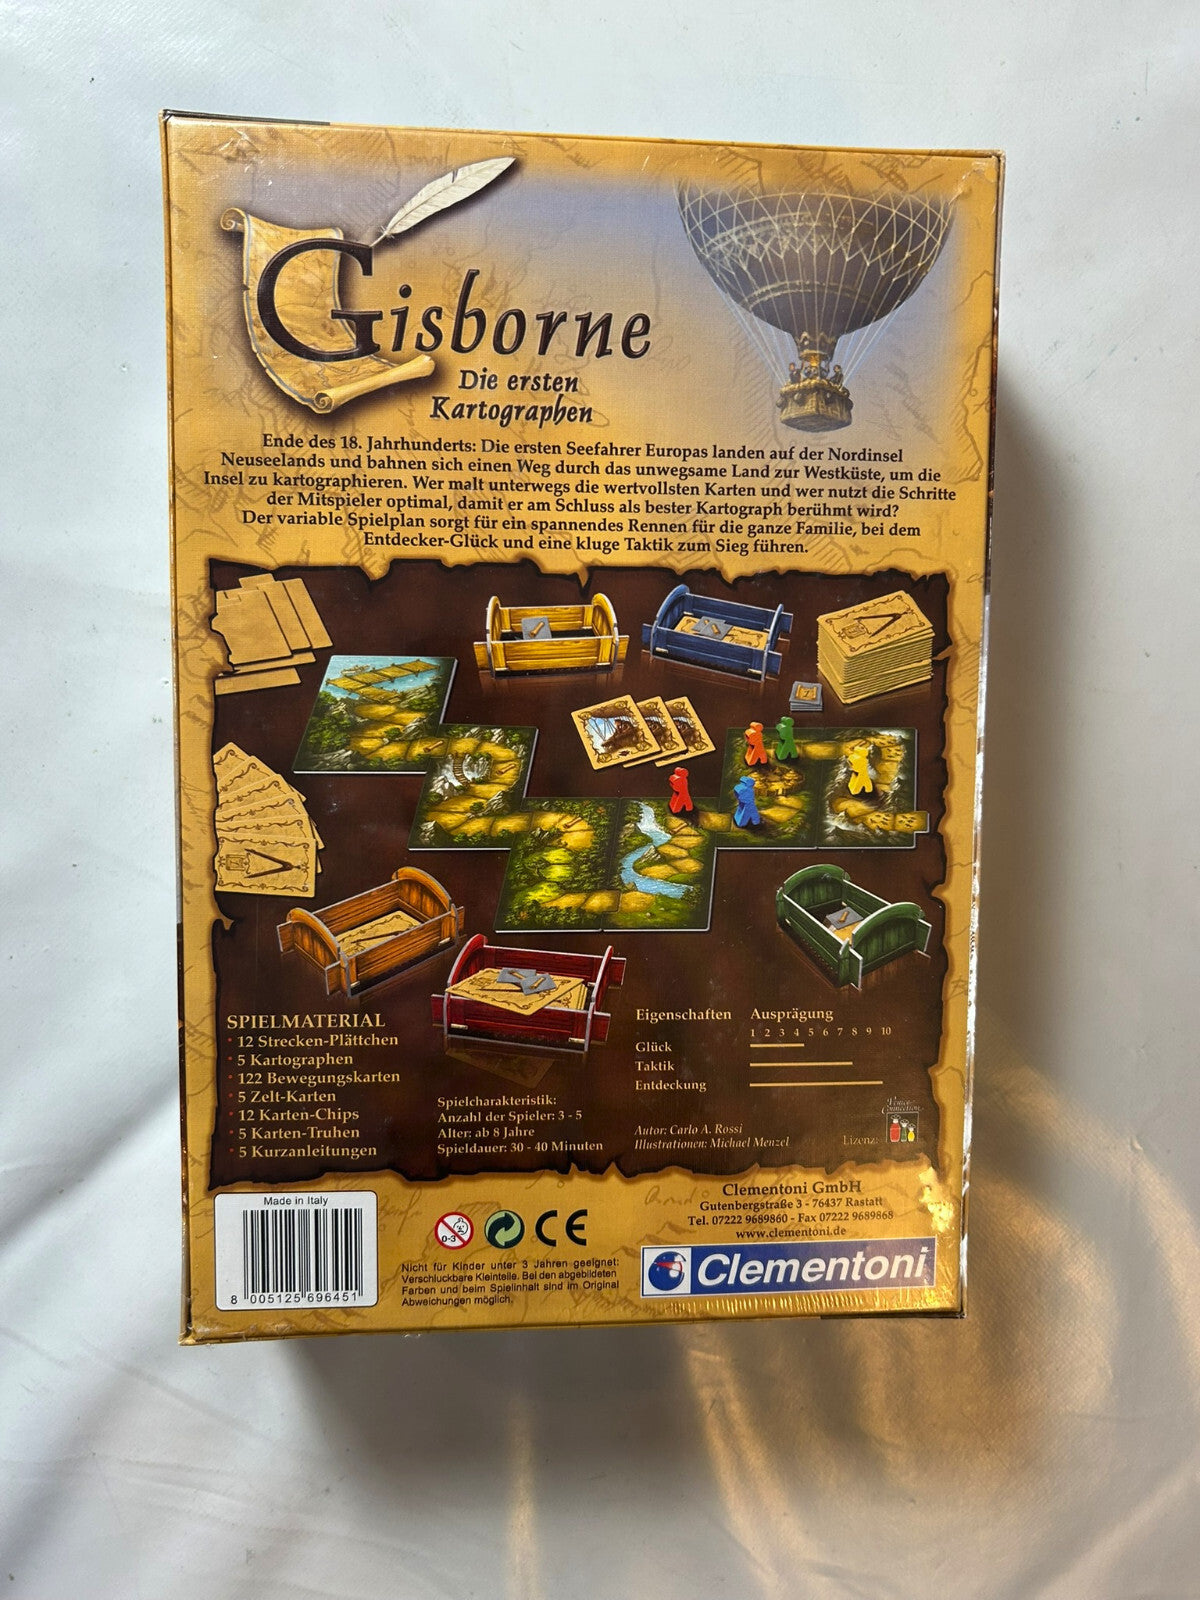 Gisborne
Die ersten
Kartographen
Ende des 18. Jahrhunderts: Die ersten Seefahrer Europas landen auf der Nordinsel
Neuseelands und bahnen sich einen Weg durch das unwegsame Land zur Westküste, um die
Insel zu kartographieren. Wer malt unterwegs die wertvollsten Karten und wer nutzt die Schritte
der Mitspieler optimal, damit er am Schluss als bester Kartograph berühmt wird?
Der variable Spielplan sorgt für ein spannendes Rennen für die ganze Familie, bei dem
Entdecker-Glück und eine kluge Taktik zum Sieg führen.
SPIELMATERIAL
• 12 Strecken-Plättchen
• 5 Kartographen
• 122 Bewegungskarten
• 5 Zelt-Karten
• 12 Karten-Chips
• 5 Karten-Truhen
• 5 Kurzanleitungen
Spielcharakteristik:
Anzahl der Spieler: 3 - 5
Alter: ab 8 Jahre
Spieldauer: 30 - 40 Minuten
Eigenschaften Ausprägung
1 2 3 4 5 6 7 8 9 10
Glück
Taktik
Entdeckung
Autor: Carlo A. Rossi
Illustrationen: Michael Menzel
Lizenz:
Venice
Connection
Made in Italy
8 005125 696451
0-3
CE
Nicht für Kinder unter 3 Jahren geeignet:
Verschluckbare Kleinteile. Bei den abgebildeten
Farben und beim Spielinhalt sind im Original
Abweichungen möglich.
Clementoni GmbH
Gutenbergstraße 3 - 76437 Rastatt
Tel. 07222 9689860 - Fax 07222 9689868
www.clementoni.de
Clementoni